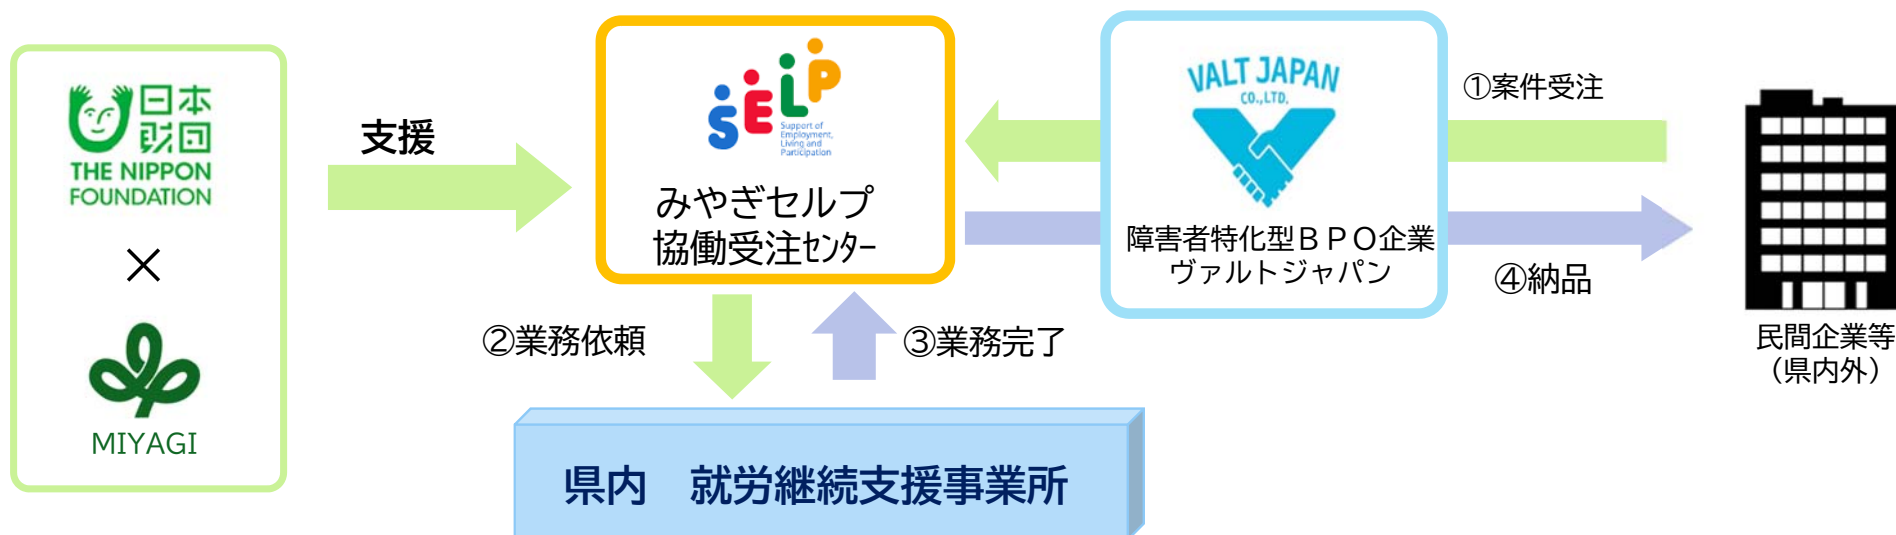 日本
財団
THE NIPPON
FOUNDATION
×
MIYAGI
支援
SELP
Support of
Employment,
Living and
Participation
みやぎセルプ
協働受注センター
VALT JAPAN
CO.,LTD.
障害者特化型ＢＰＯ企業
ヴァルトジャパン
①案件受注
④納品
民間企業等
（県内外）
②業務依頼
③業務完了
県内　就労継続支援事業所